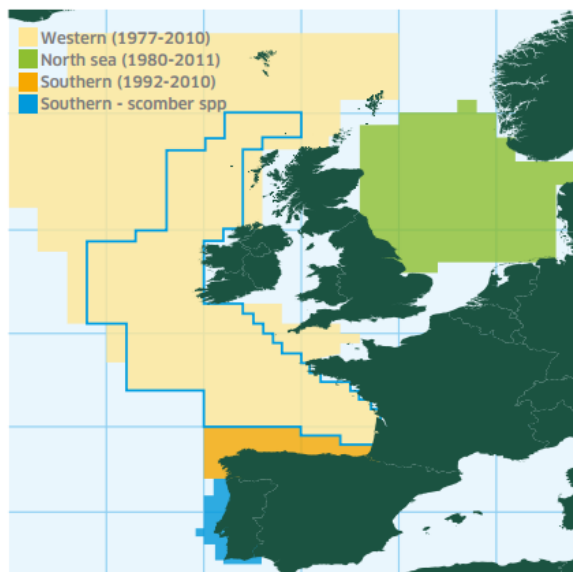 Western (1977-2010)
North sea (1980-2011)
Southern (1992-2010)
Southern - scomber spp